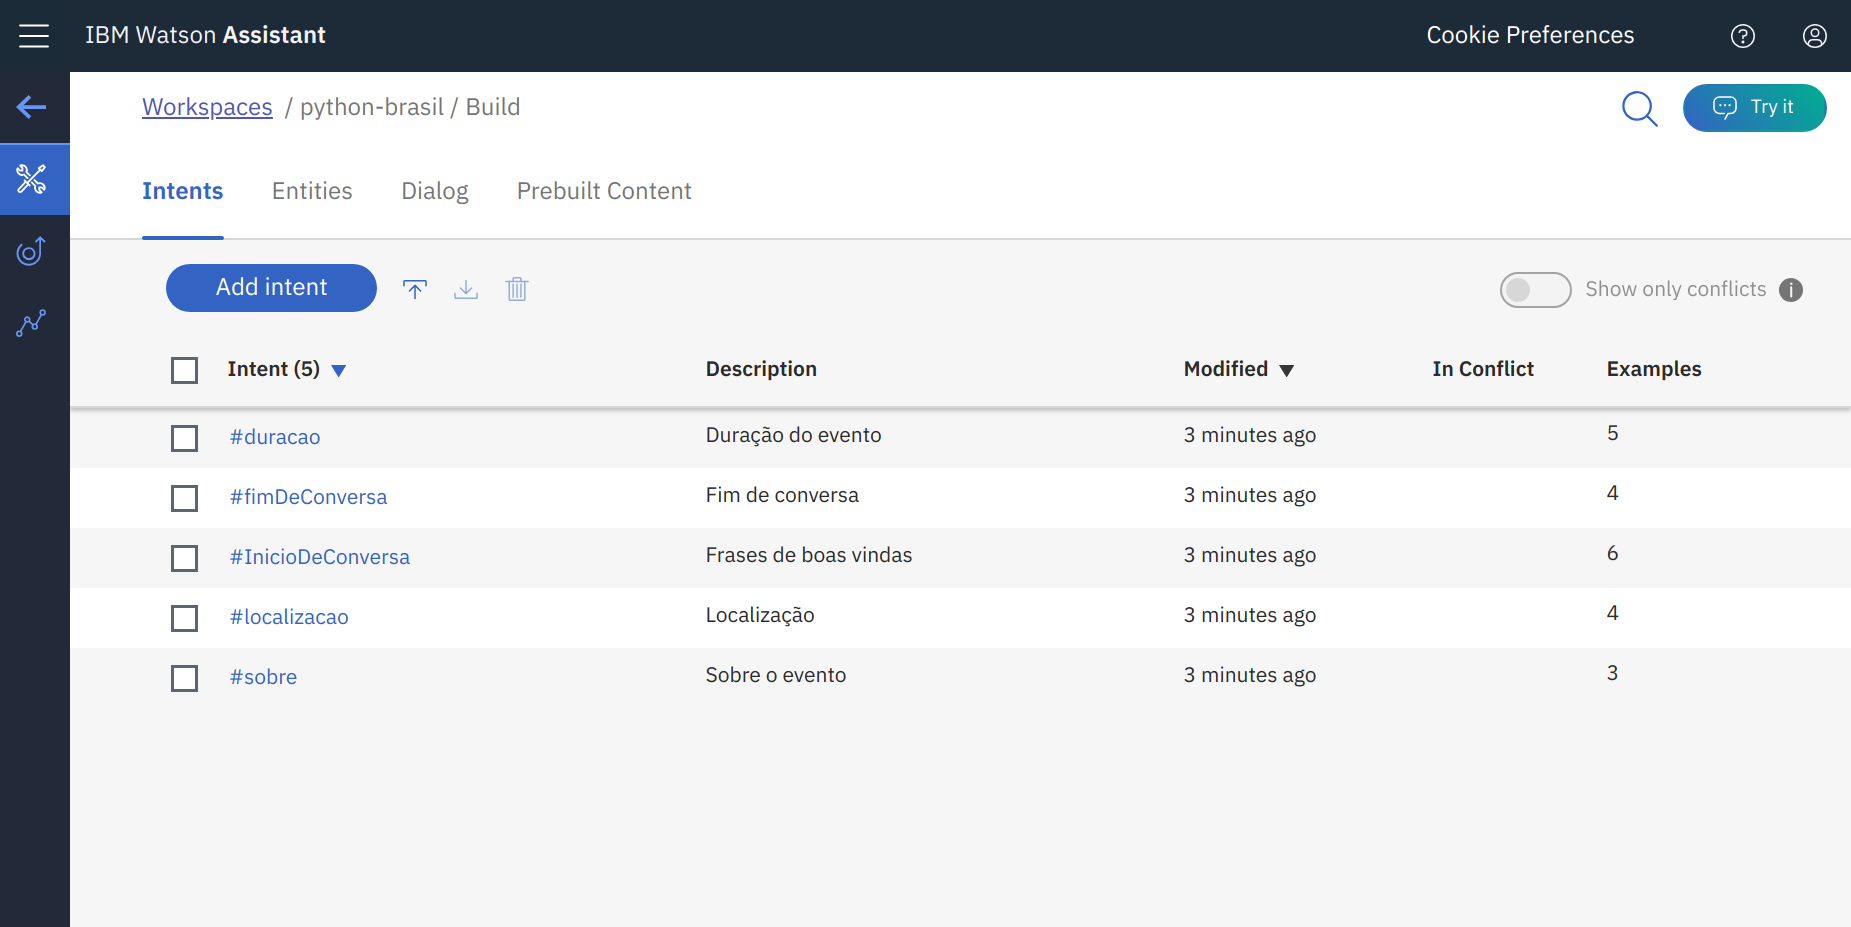 IBM Watson Assistant Cookie Preferences
Workspaces / python-brasil / Build Try it
Intents Entities Dialog Prebuilt Content
Add intent Show only conflicts
Intent (5) Description Modified In Conflict Examples
#duracao Duração do evento 3 minutes ago 5
#fimDeConversa Fim de conversa 3 minutes ago 4
#InicioDeConversa Frases de boas vindas 3 minutes ago 6
#localizacao Localização 3 minutes ago 4
#sobre Sobre o evento 3 minutes ago 3